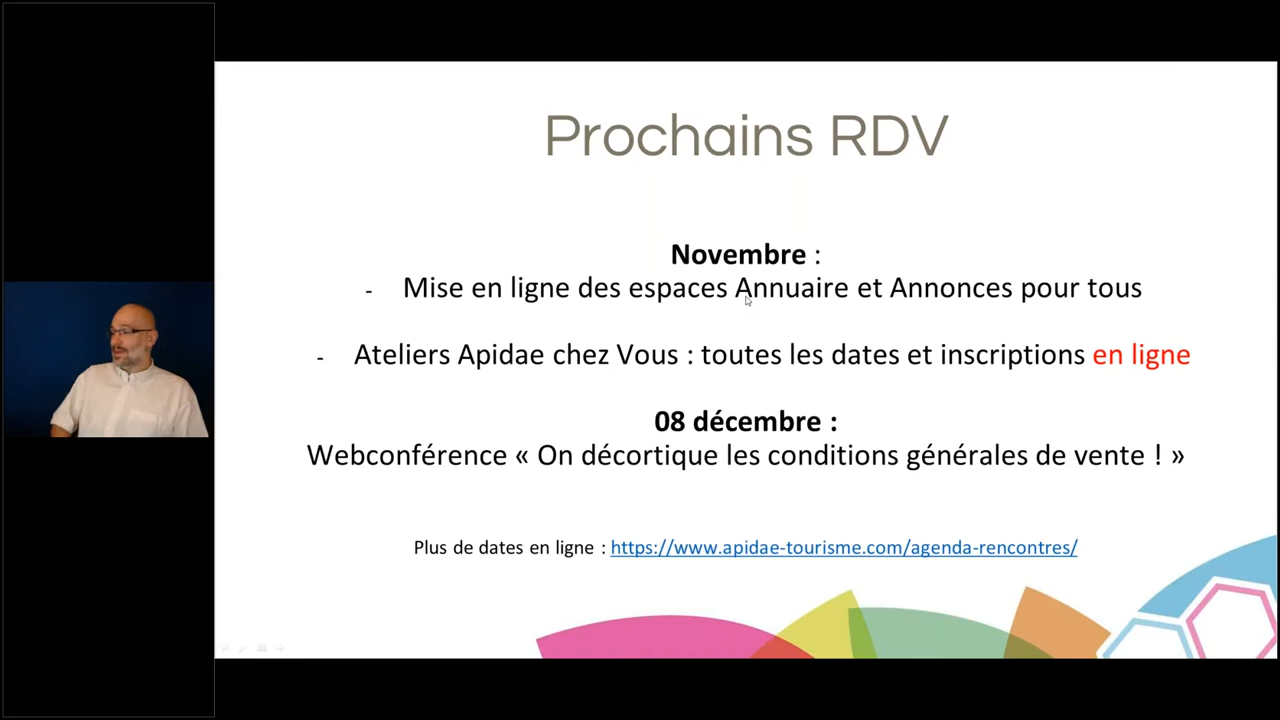 Prochains RDV
Novembre :
- Mise en ligne des espaces Annuaire et Annonces pour tous
- Ateliers Apidae chez Vous : toutes les dates et inscriptions en ligne
08 décembre :
Webconférence « On décortique les conditions générales de vente ! »
Plus de dates en ligne : https://www.apidae-tourisme.com/agenda-rencontres/